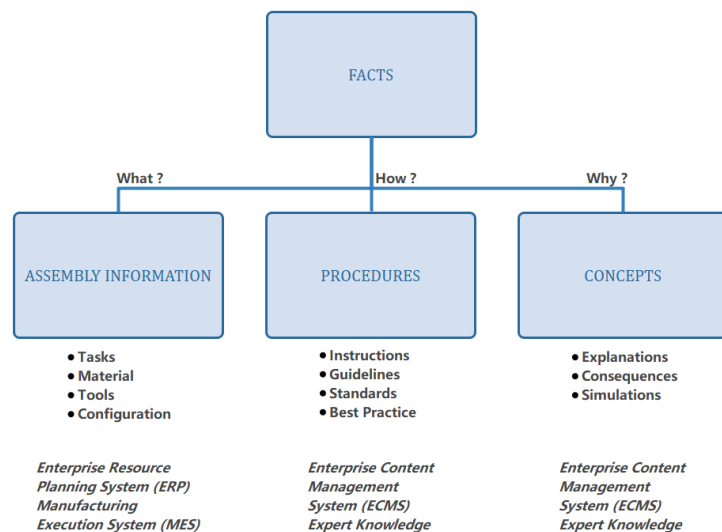 FACTS
What ?
How ?
Why ?
ASSEMBLY INFORMATION
PROCEDURES
CONCEPTS
● Tasks
● Material
● Tools
● Configuration
● Instructions
● Guidelines
● Standards
● Best Practice
● Explanations
● Consequences
● Simulations
Enterprise Resource
Planning System (ERP)
Manufacturing
Execution System (MES)
Enterprise Content
Management
System (ECMS)
Expert Knowledge
Enterprise Content
Management
System (ECMS)
Expert Knowledge